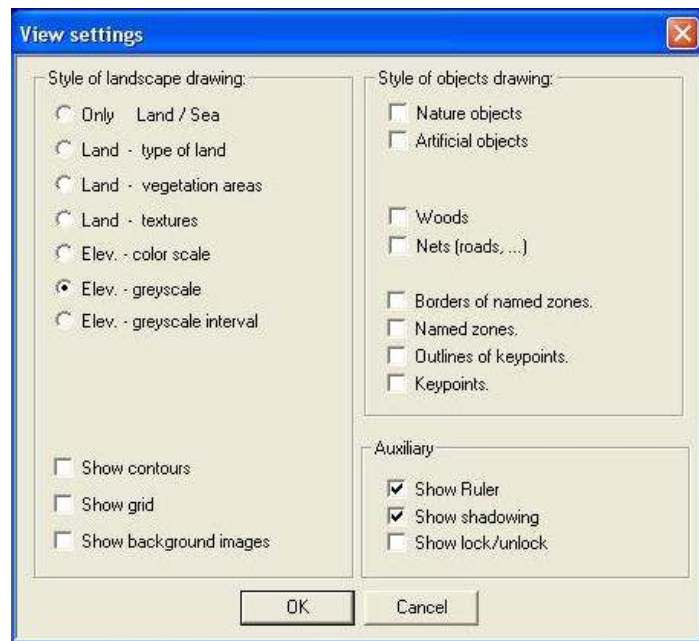 View settings
Style of landscape drawing:
Only Land / Sea
Land - type of land
Land - vegetation areas
Land - textures
Elev. - color scale
Elev. - greyscale
Elev. - greyscale interval
Show contours
Show grid
Show background images
Style of objects drawing:
Nature objects
Artificial objects
Woods
Nets (roads, ...)
Borders of named zones.
Named zones.
Outlines of keypoints.
Keypoints.
Auxiliary
Show Ruler
Show shadowing
Show lock/unlock
OK
Cancel